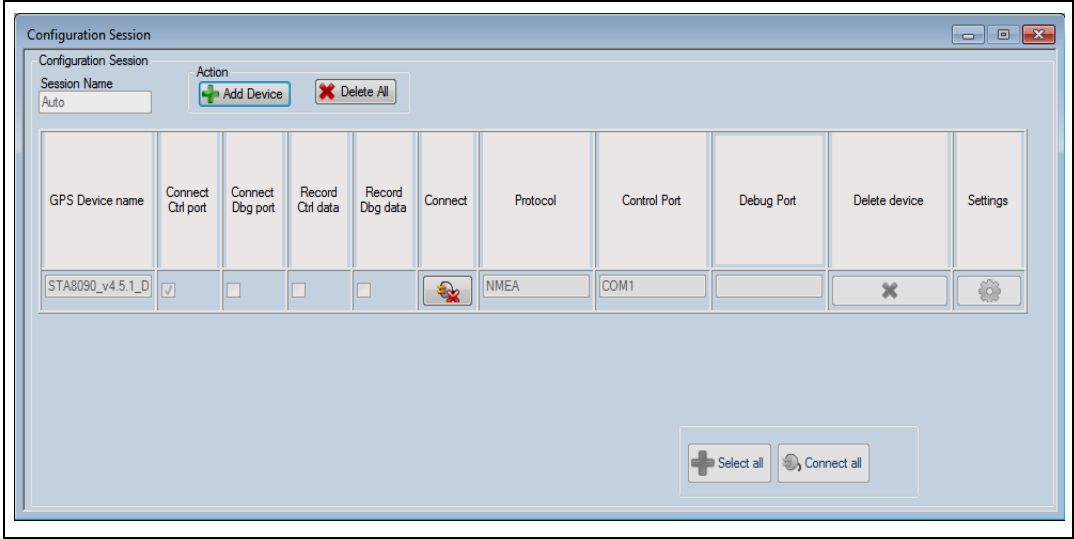 Configuration Session
Configuration Session
Session Name
Auto
Action
Add Device
Delete All
GPS Device name
Connect
Ctrl port
Connect
Dbg port
Record
Ctrl data
Record
Dbg data
Connect
Protocol
Control Port
Debug Port
Delete device
Settings
STA8090_v4.5.1_D
NMEA
COM1
Select all
Connect all